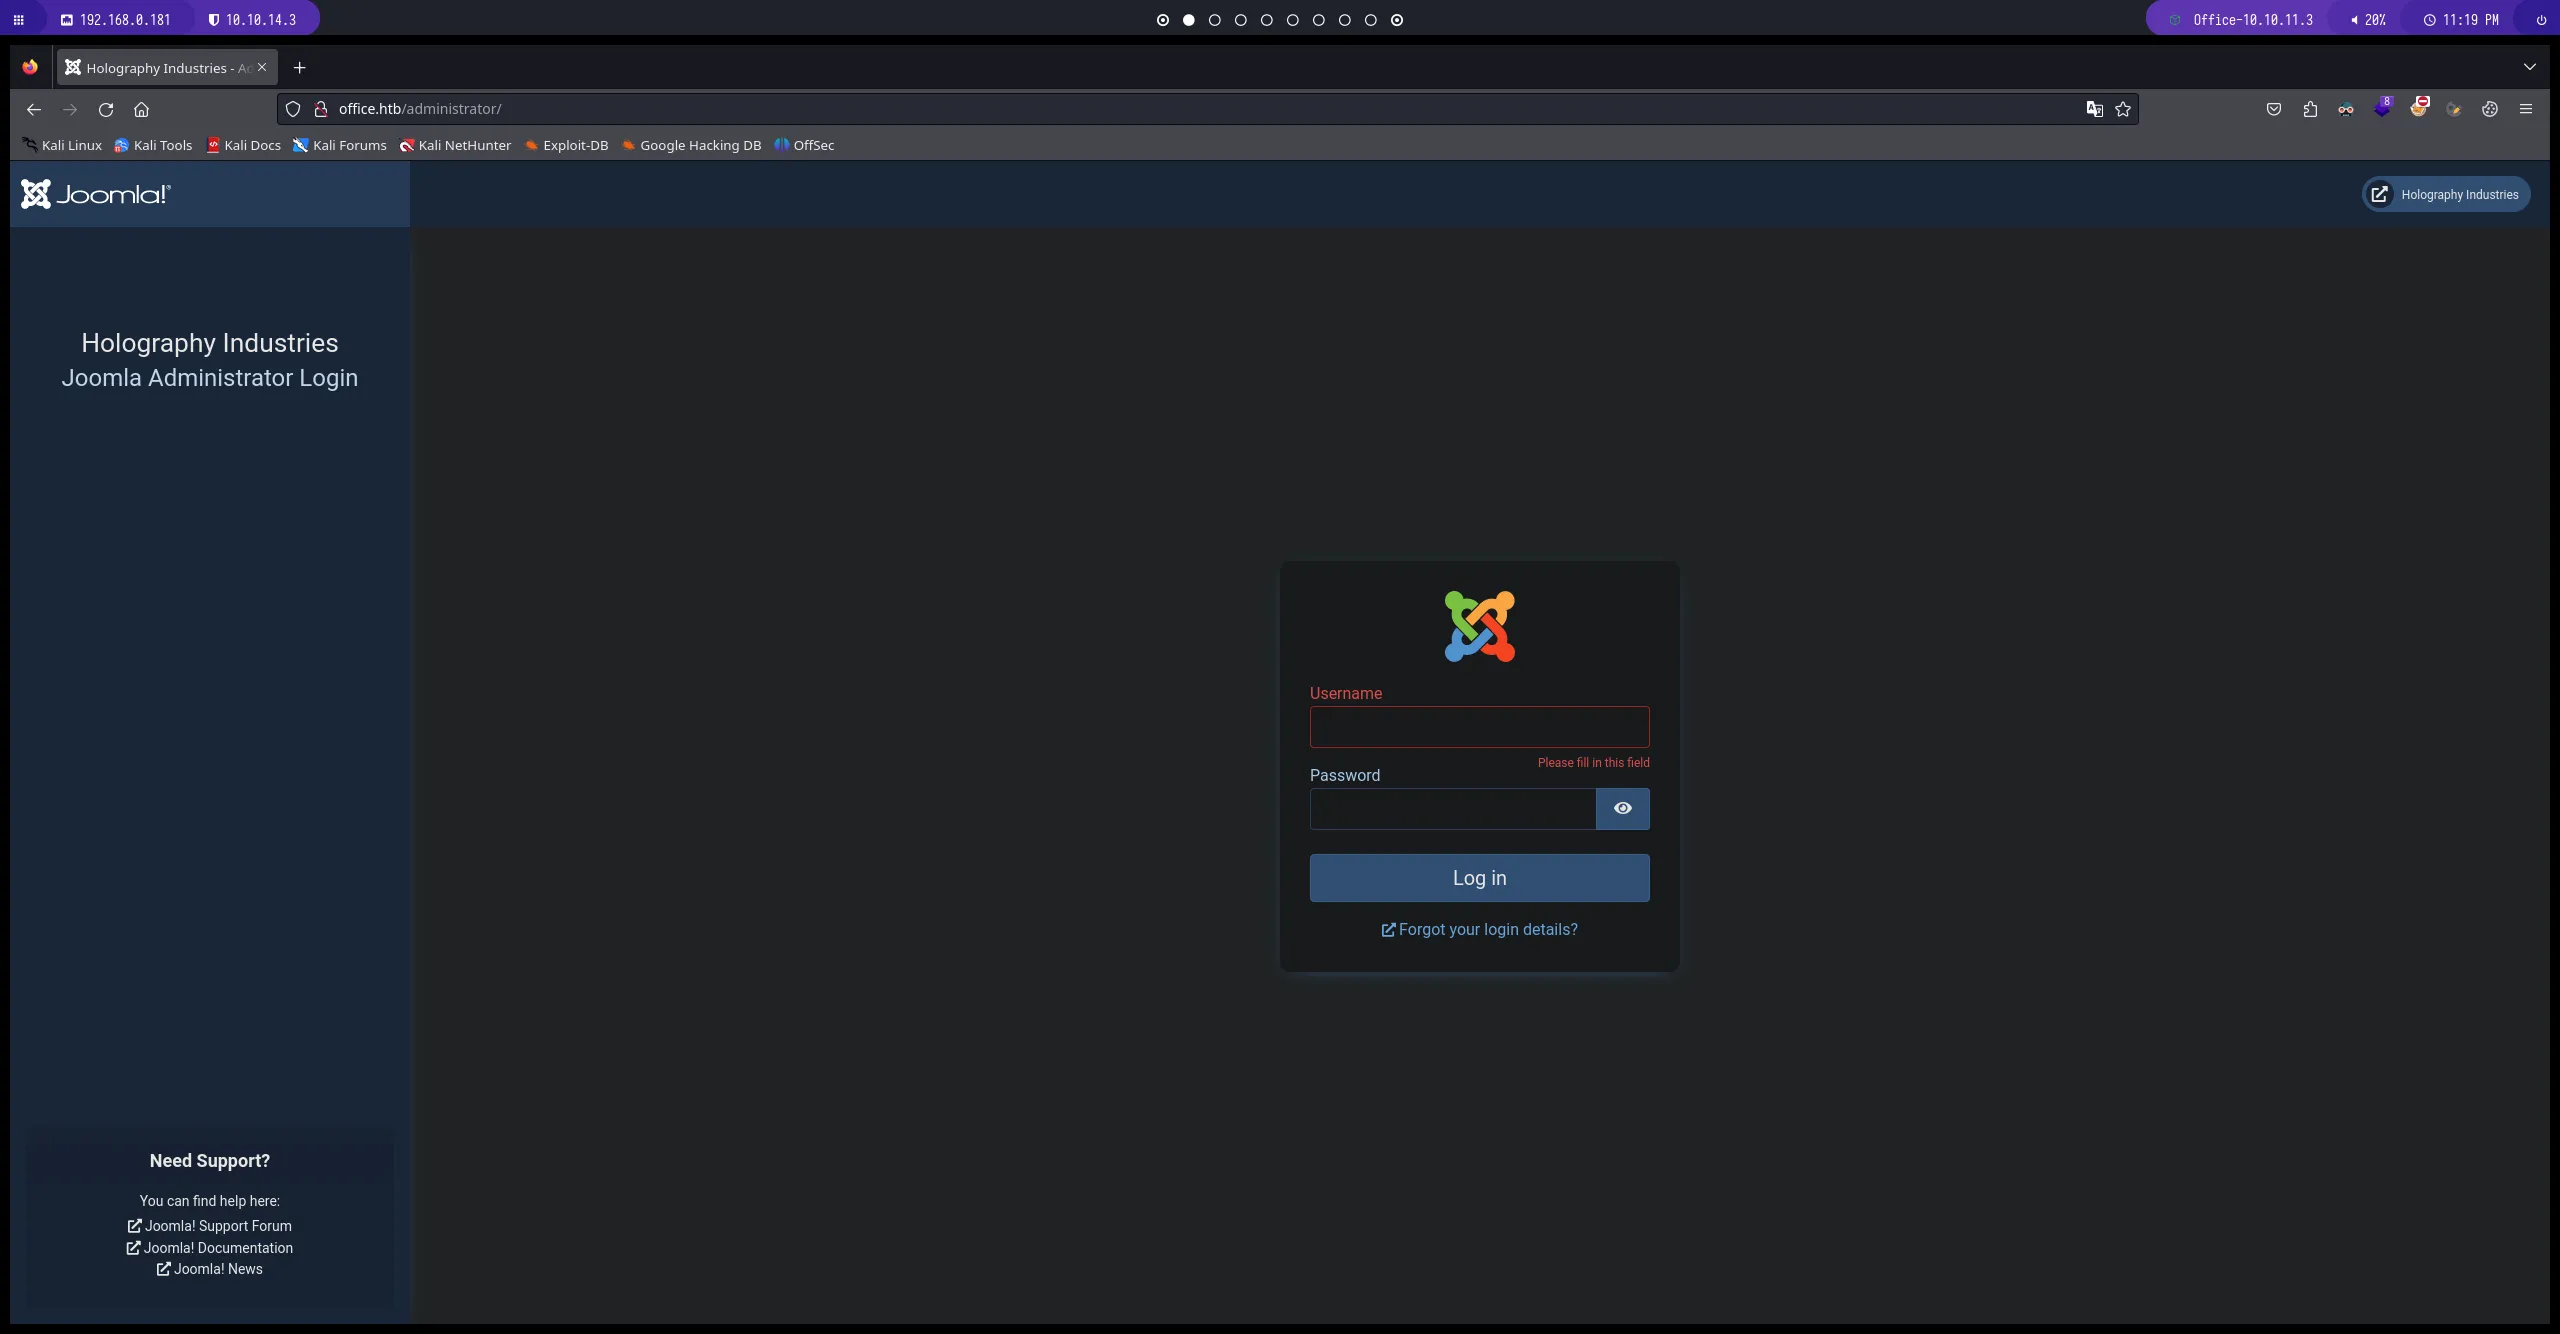 192.168.0.181 10.10.14.3 Office-10.10.11.3 20% 11:19 PM
Holography Industries - Ad
office.htb/administrator/
8
Kali Linux Kali Tools Kali Docs Kali Forums Kali NetHunter Exploit-DB Google Hacking DB OffSec
Joomla!® Holography Industries
Holography Industries
Joomla Administrator Login
Username
Please fill in this field
Password
Log in
Forgot your login details?
Need Support?
You can find help here:
Joomla! Support Forum
Joomla! Documentation
Joomla! News